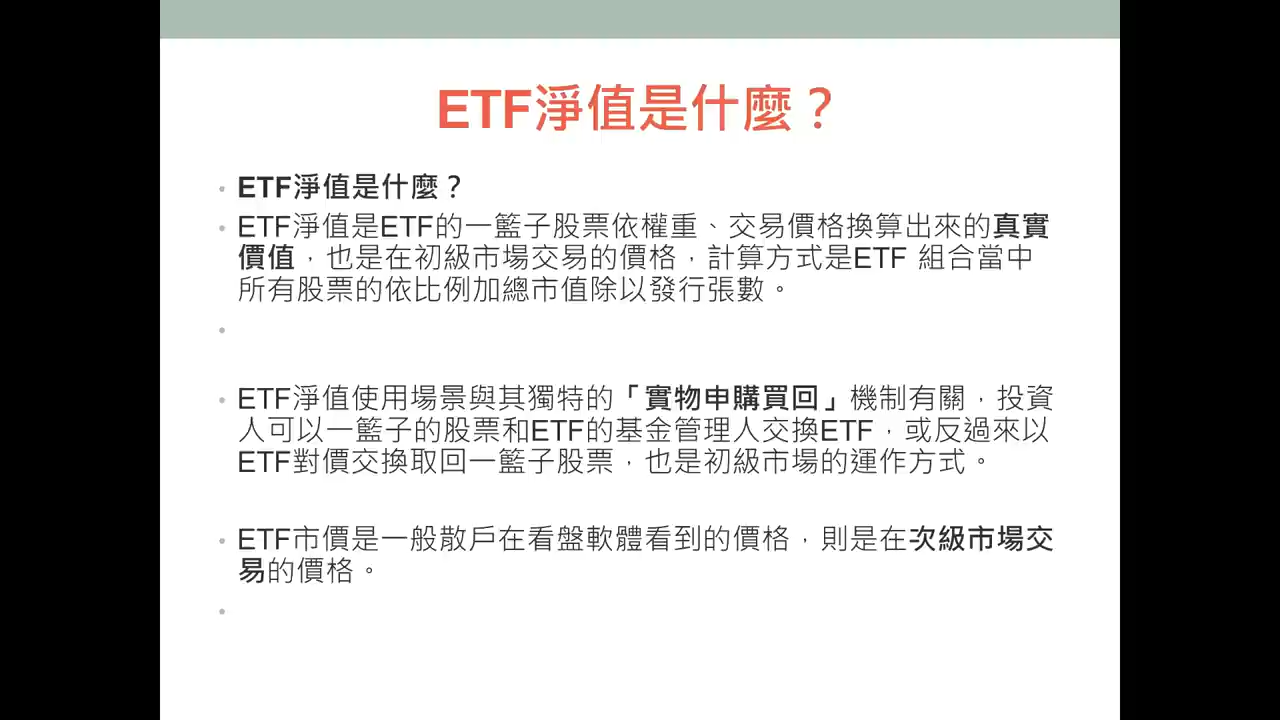 ETF淨值是什麼？
• ETF淨值是什麼？
• ETF淨值是ETF的一籃子股票依權重、交易價格換算出來的真實
價值，也是在初級市場交易的價格，計算方式是ETF 組合當中
所有股票的依比例加總市值除以發行張數。
•
• ETF淨值使用場景與其獨特的「實物申購買回」機制有關，投資
人可以一籃子的股票和ETF的基金管理人交換ETF，或反過來以
ETF對價交換取回一籃子股票，也是初級市場的運作方式。
• ETF市價是一般散戶在看盤軟體看到的價格，則是在次級市場交
易的價格。
•